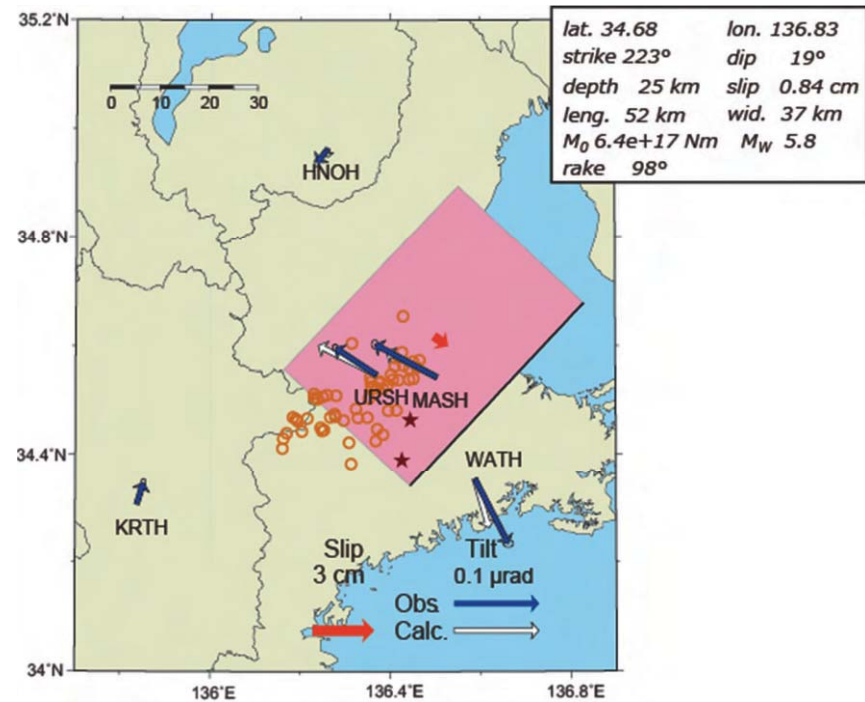 35.2°N
34.8°N
34.4°N
34°N
136°E
136.4°E
136.8°E
0 10 20 30
HNOH
URSH
MASH
WATH
KRTH
Slip
3 cm
Tilt
0.1 μrad
Obs.
Calc.
lat. 34.68 lon. 136.83
strike 223° dip 19°
depth 25 km slip 0.84 cm
leng. 52 km wid. 37 km
M0 6.4e+17 Nm MW 5.8
rake 98°